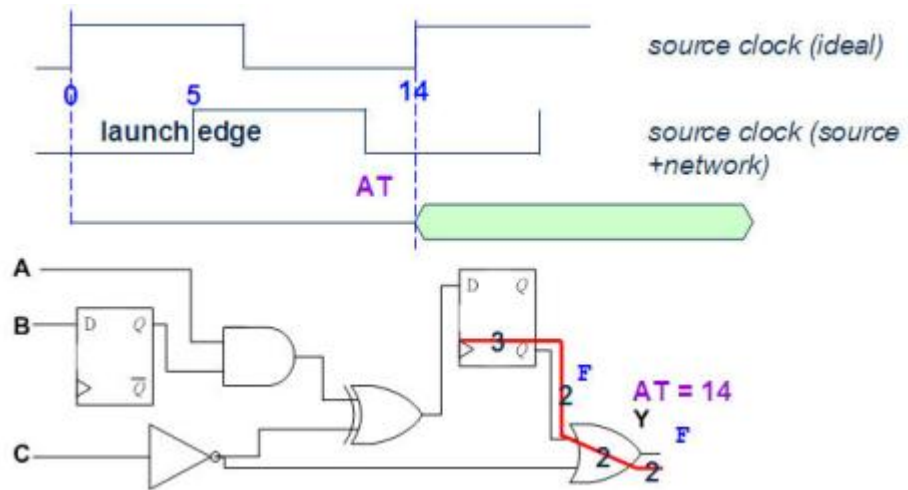 source clock (ideal)
0 5 14
launch edge
source clock (source
+network)
AT
A
B
D Q
Q
C
D Q
3
Q
F
2
AT = 14
Y
F
2
2